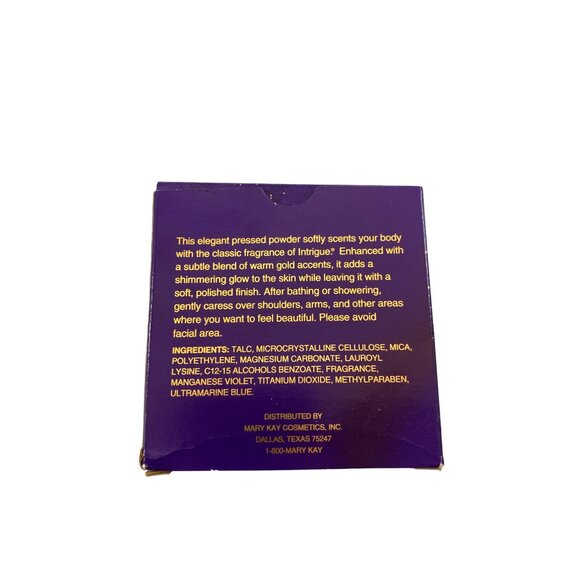 This elegant pressed powder softly scents your body
with the classic fragrance of Intrigue.® Enhanced with
a subtle blend of warm gold accents, it adds a
shimmering glow to the skin while leaving it with a
soft, polished finish. After bathing or showering,
gently caress over shoulders, arms, and other areas
where you want to feel beautiful. Please avoid
facial area.
INGREDIENTS: TALC, MICROCRYSTALLINE CELLULOSE, MICA,
POLYETHYLENE, MAGNESIUM CARBONATE, LAUROYL
LYSINE, C12-15 ALCOHOLS BENZOATE, FRAGRANCE,
MANGANESE VIOLET, TITANIUM DIOXIDE, METHYLPARABEN,
ULTRAMARINE BLUE.
DISTRIBUTED BY
MARY KAY COSMETICS, INC.
DALLAS, TEXAS 75247
1-800-MARY KAY